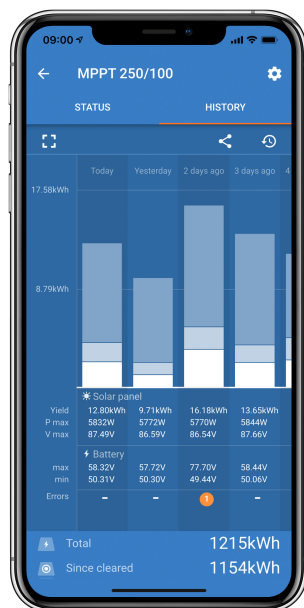 09:00
MPPT 250/100
STATUS HISTORY
Today Yesterday 2 days ago 3 days ago 4
17.58kWh
8.79kWh
Solar panel
Yield 12.80kWh 9.71kWh 16.18kWh 13.65kWh
P max 5832W 5772W 5770W 5844W
V max 87.49V 86.59V 86.54V 87.66V
Battery
max 58.32V 57.72V 77.70V 58.44V
min 50.31V 50.30V 49.44V 50.06V
Errors – – 1 –
Total 1215kWh
Since cleared 1154kWh